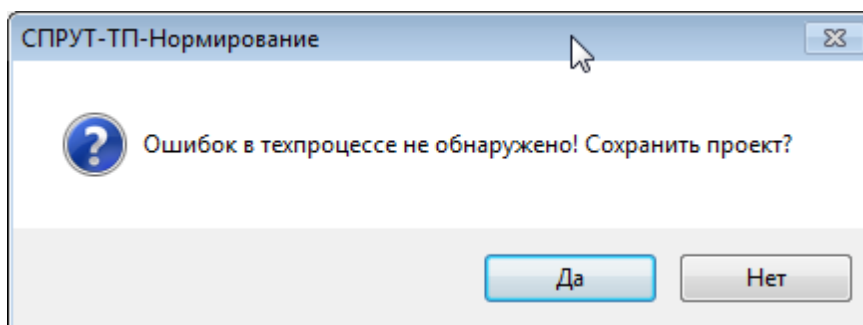 СПРУТ-ТП-Нормирование
Ошибок в техпроцессе не обнаружено! Сохранить проект?
Да
Нет